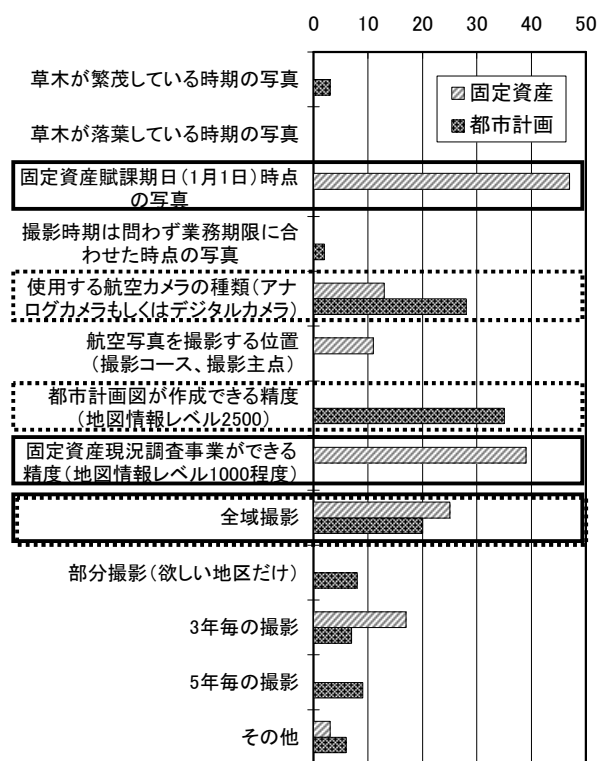 0 10 20 30 40 50
固定資産
都市計画
草木が繁茂している時期の写真
草木が落葉している時期の写真
固定資産賦課期日(1月1日)時点
の写真
撮影時期は問わず業務期限に合
わせた時点の写真
使用する航空カメラの種類(アナ
ログカメラもしくはデジタルカメラ)
航空写真を撮影する位置
(撮影コース、撮影主点)
都市計画図が作成できる精度
(地図情報レベル2500)
固定資産現況調査事業ができる
精度(地図情報レベル1000程度)
全域撮影
部分撮影(欲しい地区だけ)
3年毎の撮影
5年毎の撮影
その他